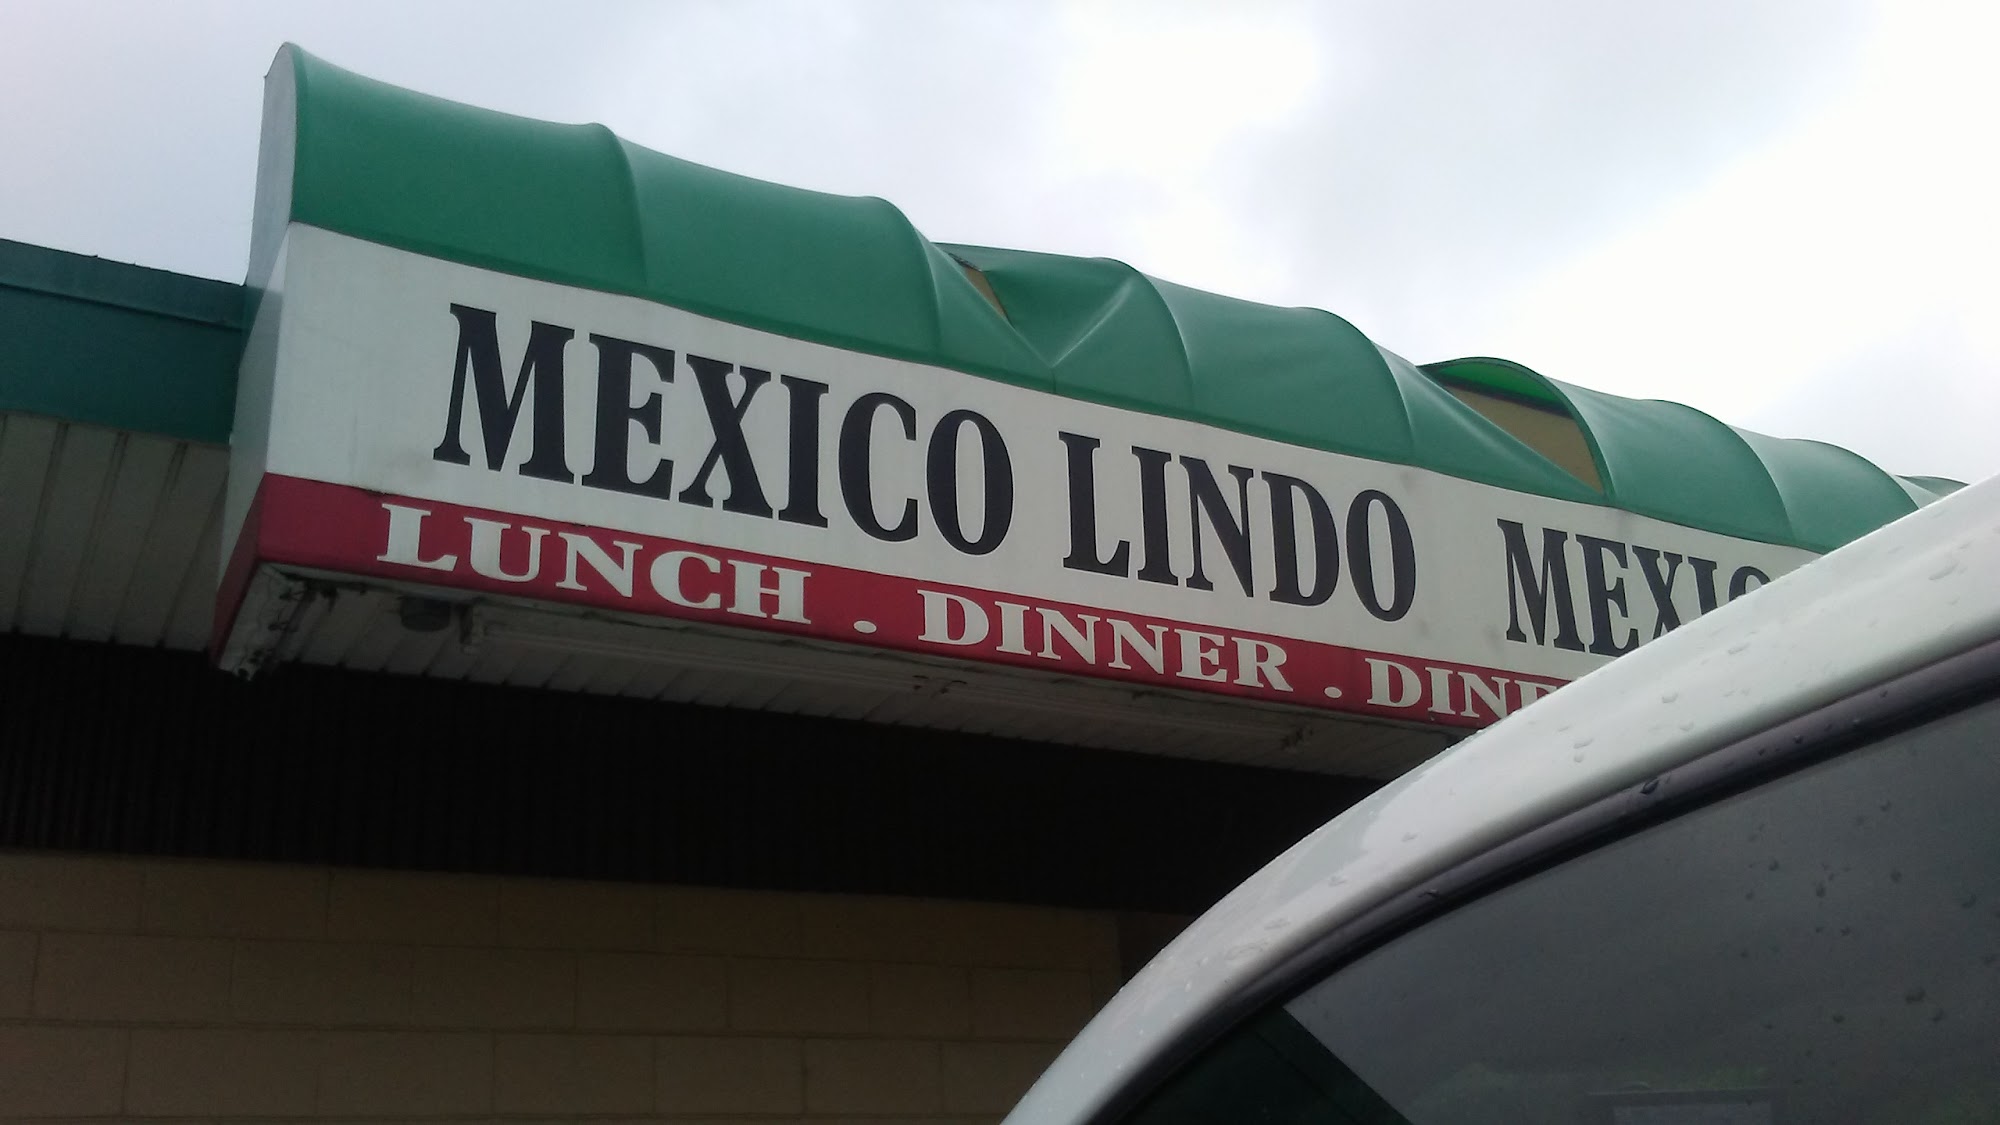 MEXICO LINDO
LUNCH . DINNER .